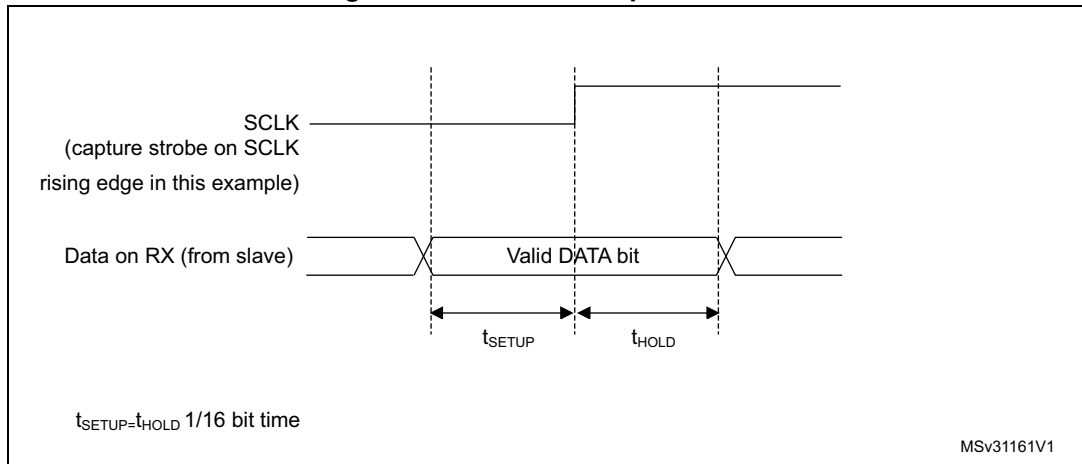 SCLK
(capture strobe on SCLK
rising edge in this example)
Data on RX (from slave)
Valid DATA bit
tSETUP
tHOLD
tSETUP=tHOLD 1/16 bit time
MSv31161V1